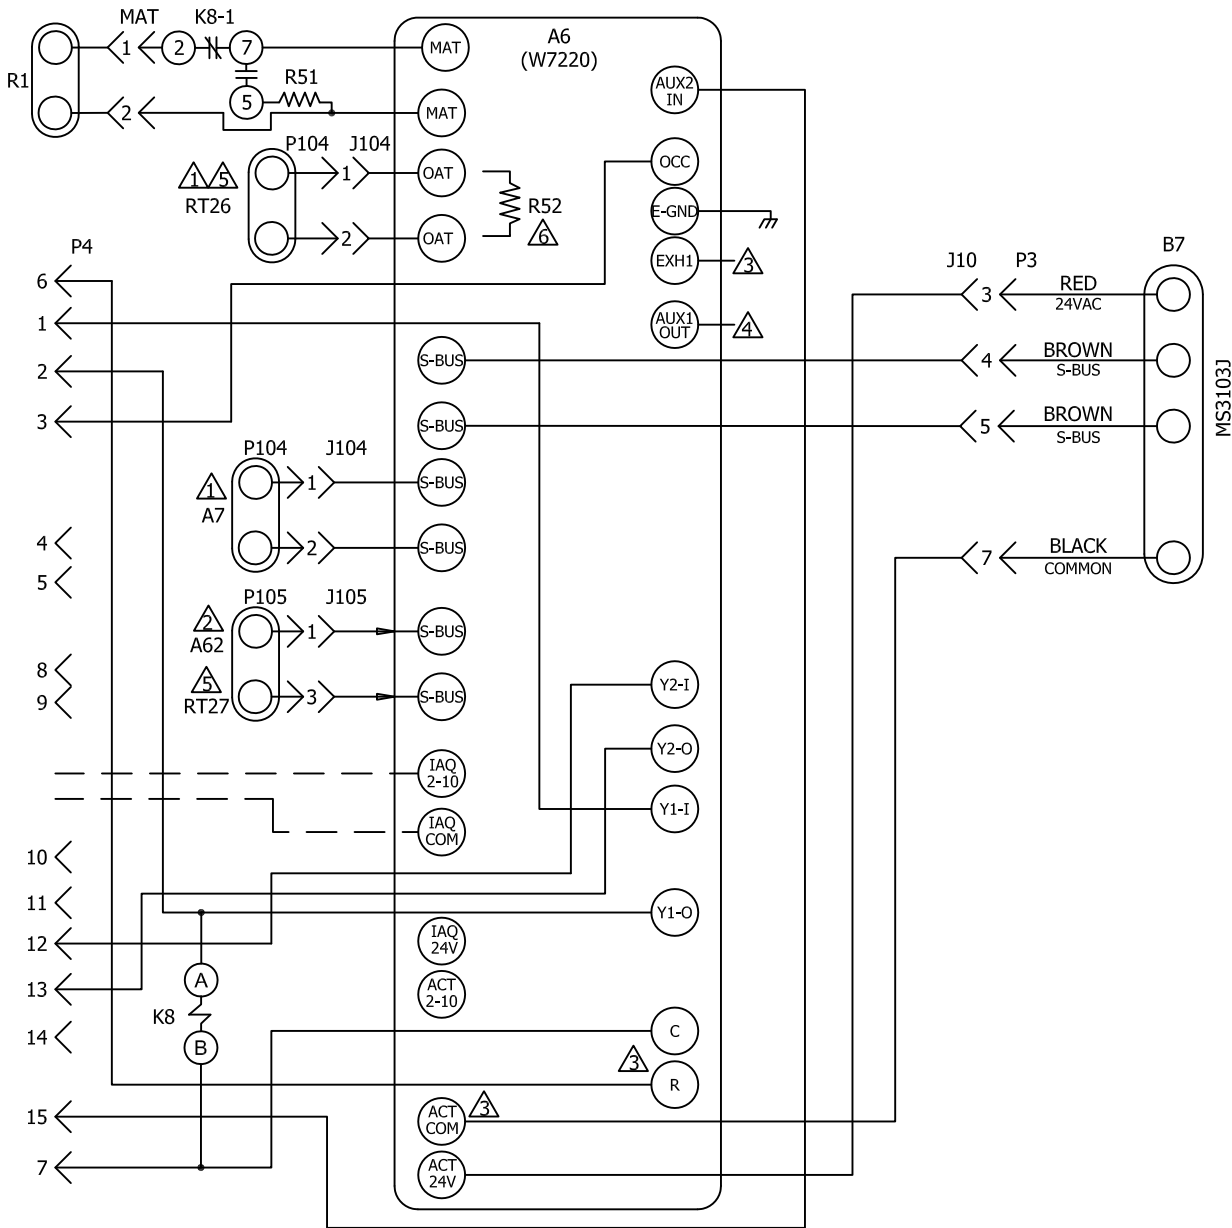 MAT
K8-1
A6
(W7220)
R1
1
2
7
MAT
R51
AUX2
IN
2
5
MAT
P104
J104
OCC
1
5
RT26
1
OAT
R52
6
E-GND
2
OAT
P4
EXH1
3
J10
P3
B7
6
3
RED
24VAC
1
AUX1
OUT
4
S-BUS
4
BROWN
S-BUS
2
3
S-BUS
5
BROWN
S-BUS
MS3103J
P104
J104
1
A7
1
S-BUS
2
S-BUS
4
5
7
BLACK
COMMON
P105
J105
2
A62
1
S-BUS
5
RT27
3
S-BUS
8
9
Y2-I
Y2-O
IAQ
2-10
Y1-I
IAQ
COM
10
11
Y1-O
12
IAQ
24V
A
13
ACT
2-10
K8
14
B
C
3
R
15
ACT
COM
3
7
ACT
24V